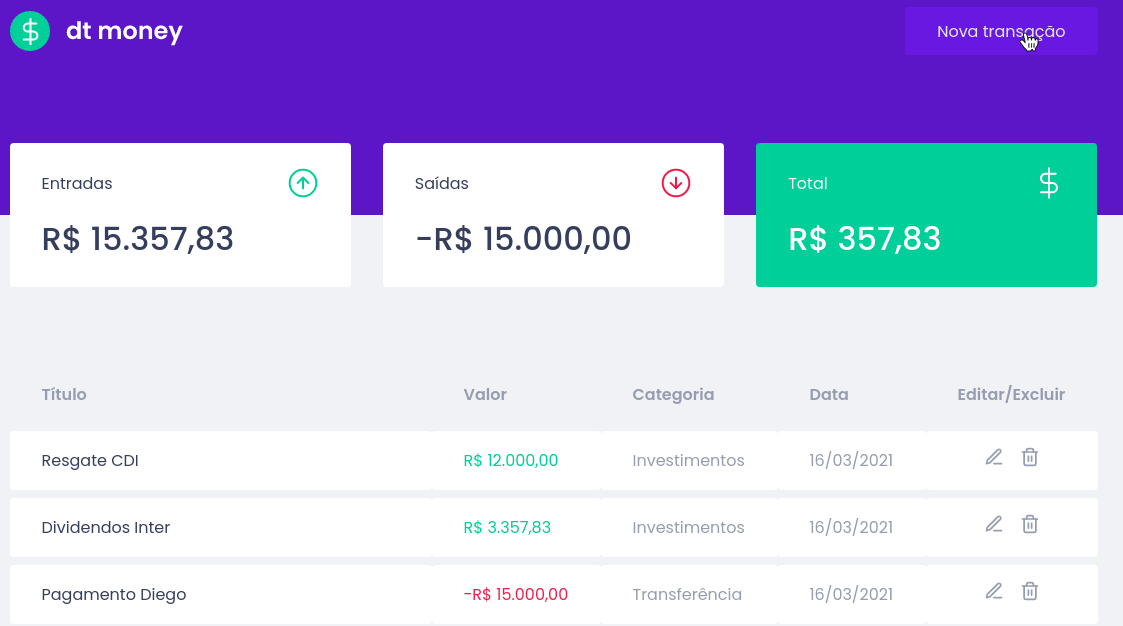 $ dt money
Nova transação
Entradas
R$ 15.357,83
Saídas
-R$ 15.000,00
Total
$
R$ 357,83
Título Valor Categoria Data Editar/Excluir
Resgate CDI R$ 12.000,00 Investimentos 16/03/2021
Dividendos Inter R$ 3.357,83 Investimentos 16/03/2021
Pagamento Diego -R$ 15.000,00 Transferência 16/03/2021